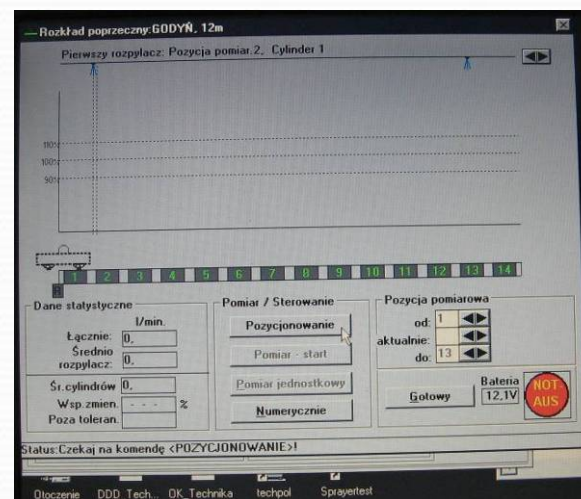 Rozkład poprzeczny:GODYŃ, 12m
Pierwszy rozpylacz: Pozycja pomiar.2, Cylinder 1
110%
100%
90%
1 2 3 4 5 6 7 8 9 10 11 12 13 14
R
Dane statystyczne
l/min.
Łącznie: 0,
Średnio rozpylacz: 0,
Śr.cylindrów 0,
Wsp.zmien. - - - %
Poza toleran.
Pomiar / Sterowanie
Pozycjonowanie
Pomiar - start
Pomiar jednostkowy
Numerycznie
Pozycja pomiarowa
od: 1
aktualnie:
do: 13
Gotowy
Bateria
12,1V
NOT-
AUS
Status:Czekaj na komendę <POZYCJONOWANIE>!
Otoczenie DDD_Tech... OK_Technika techpol Sprayertest